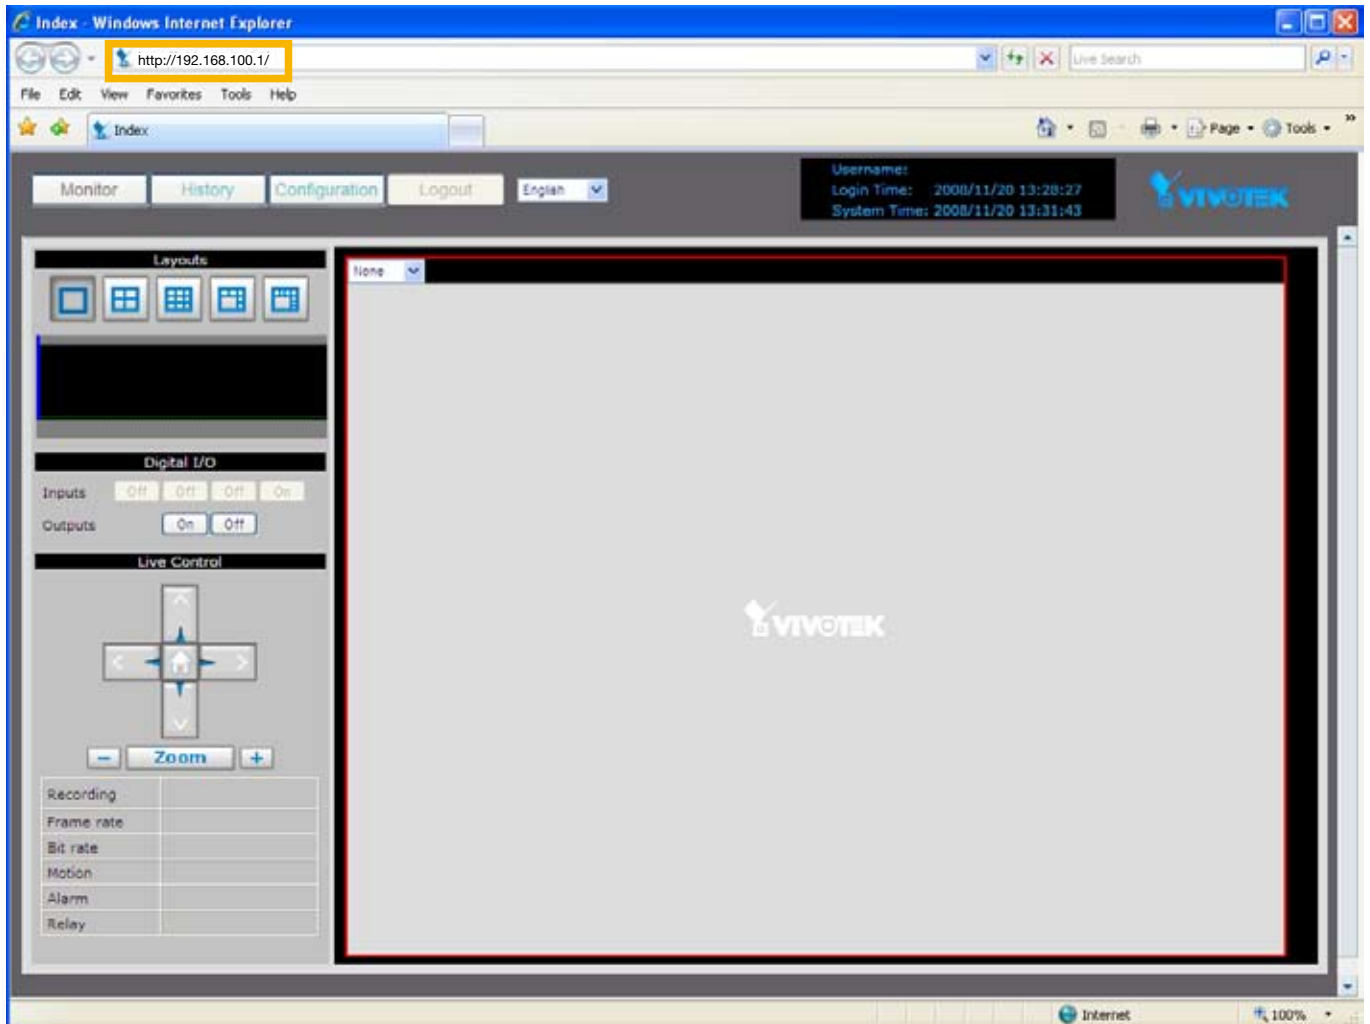 Index - Windows Internet Explorer
http://192.168.100.1/
Live Search
File Edit View Favorites Tools Help
Index
Page Tools
Monitor History Configuration Logout English
Username:
Login Time: 2008/11/20 13:28:27
System Time: 2008/11/20 13:31:43
VIVOTEK
Layouts
None
Digital I/O
Inputs Off Off Off On
Outputs On Off
Live Control
VIVOTEK
− Zoom +
Recording
Frame rate
Bit rate
Motion
Alarm
Relay
Internet 100%